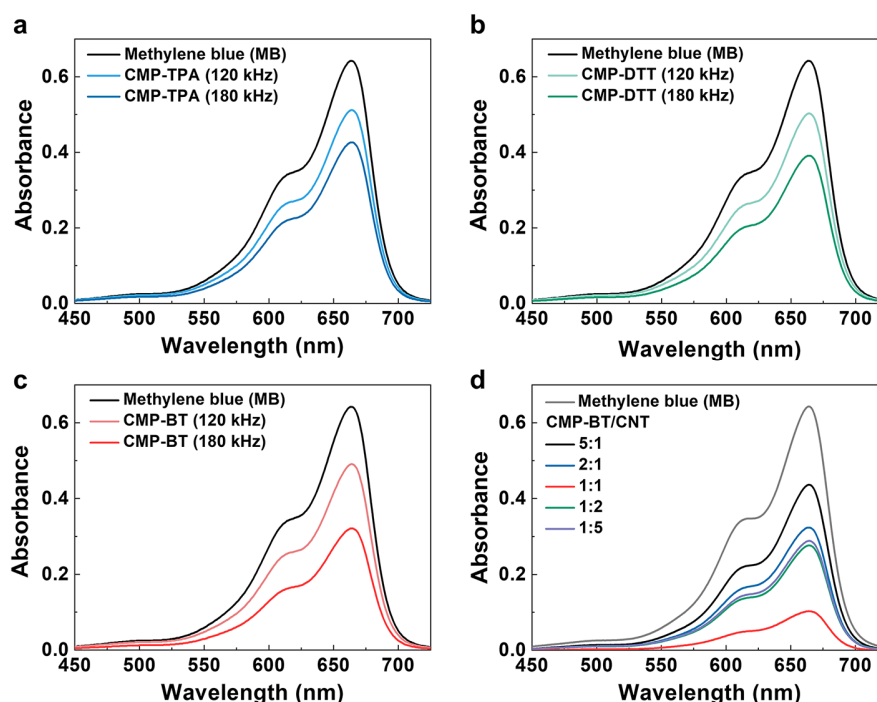 a
Methylene blue (MB)
CMP-TPA (120 kHz)
CMP-TPA (180 kHz)
0.6
0.4
0.2
0.0
Absorbance
450 500 550 600 650 700
Wavelength (nm)
b
Methylene blue (MB)
CMP-DTT (120 kHz)
CMP-DTT (180 kHz)
0.6
0.4
0.2
0.0
Absorbance
450 500 550 600 650 700
Wavelength (nm)
c
Methylene blue (MB)
CMP-BT (120 kHz)
CMP-BT (180 kHz)
0.6
0.4
0.2
0.0
Absorbance
450 500 550 600 650 700
Wavelength (nm)
d
Methylene blue (MB)
CMP-BT/CNT
5:1
2:1
1:1
1:2
1:5
0.6
0.4
0.2
0.0
Absorbance
450 500 550 600 650 700
Wavelength (nm)